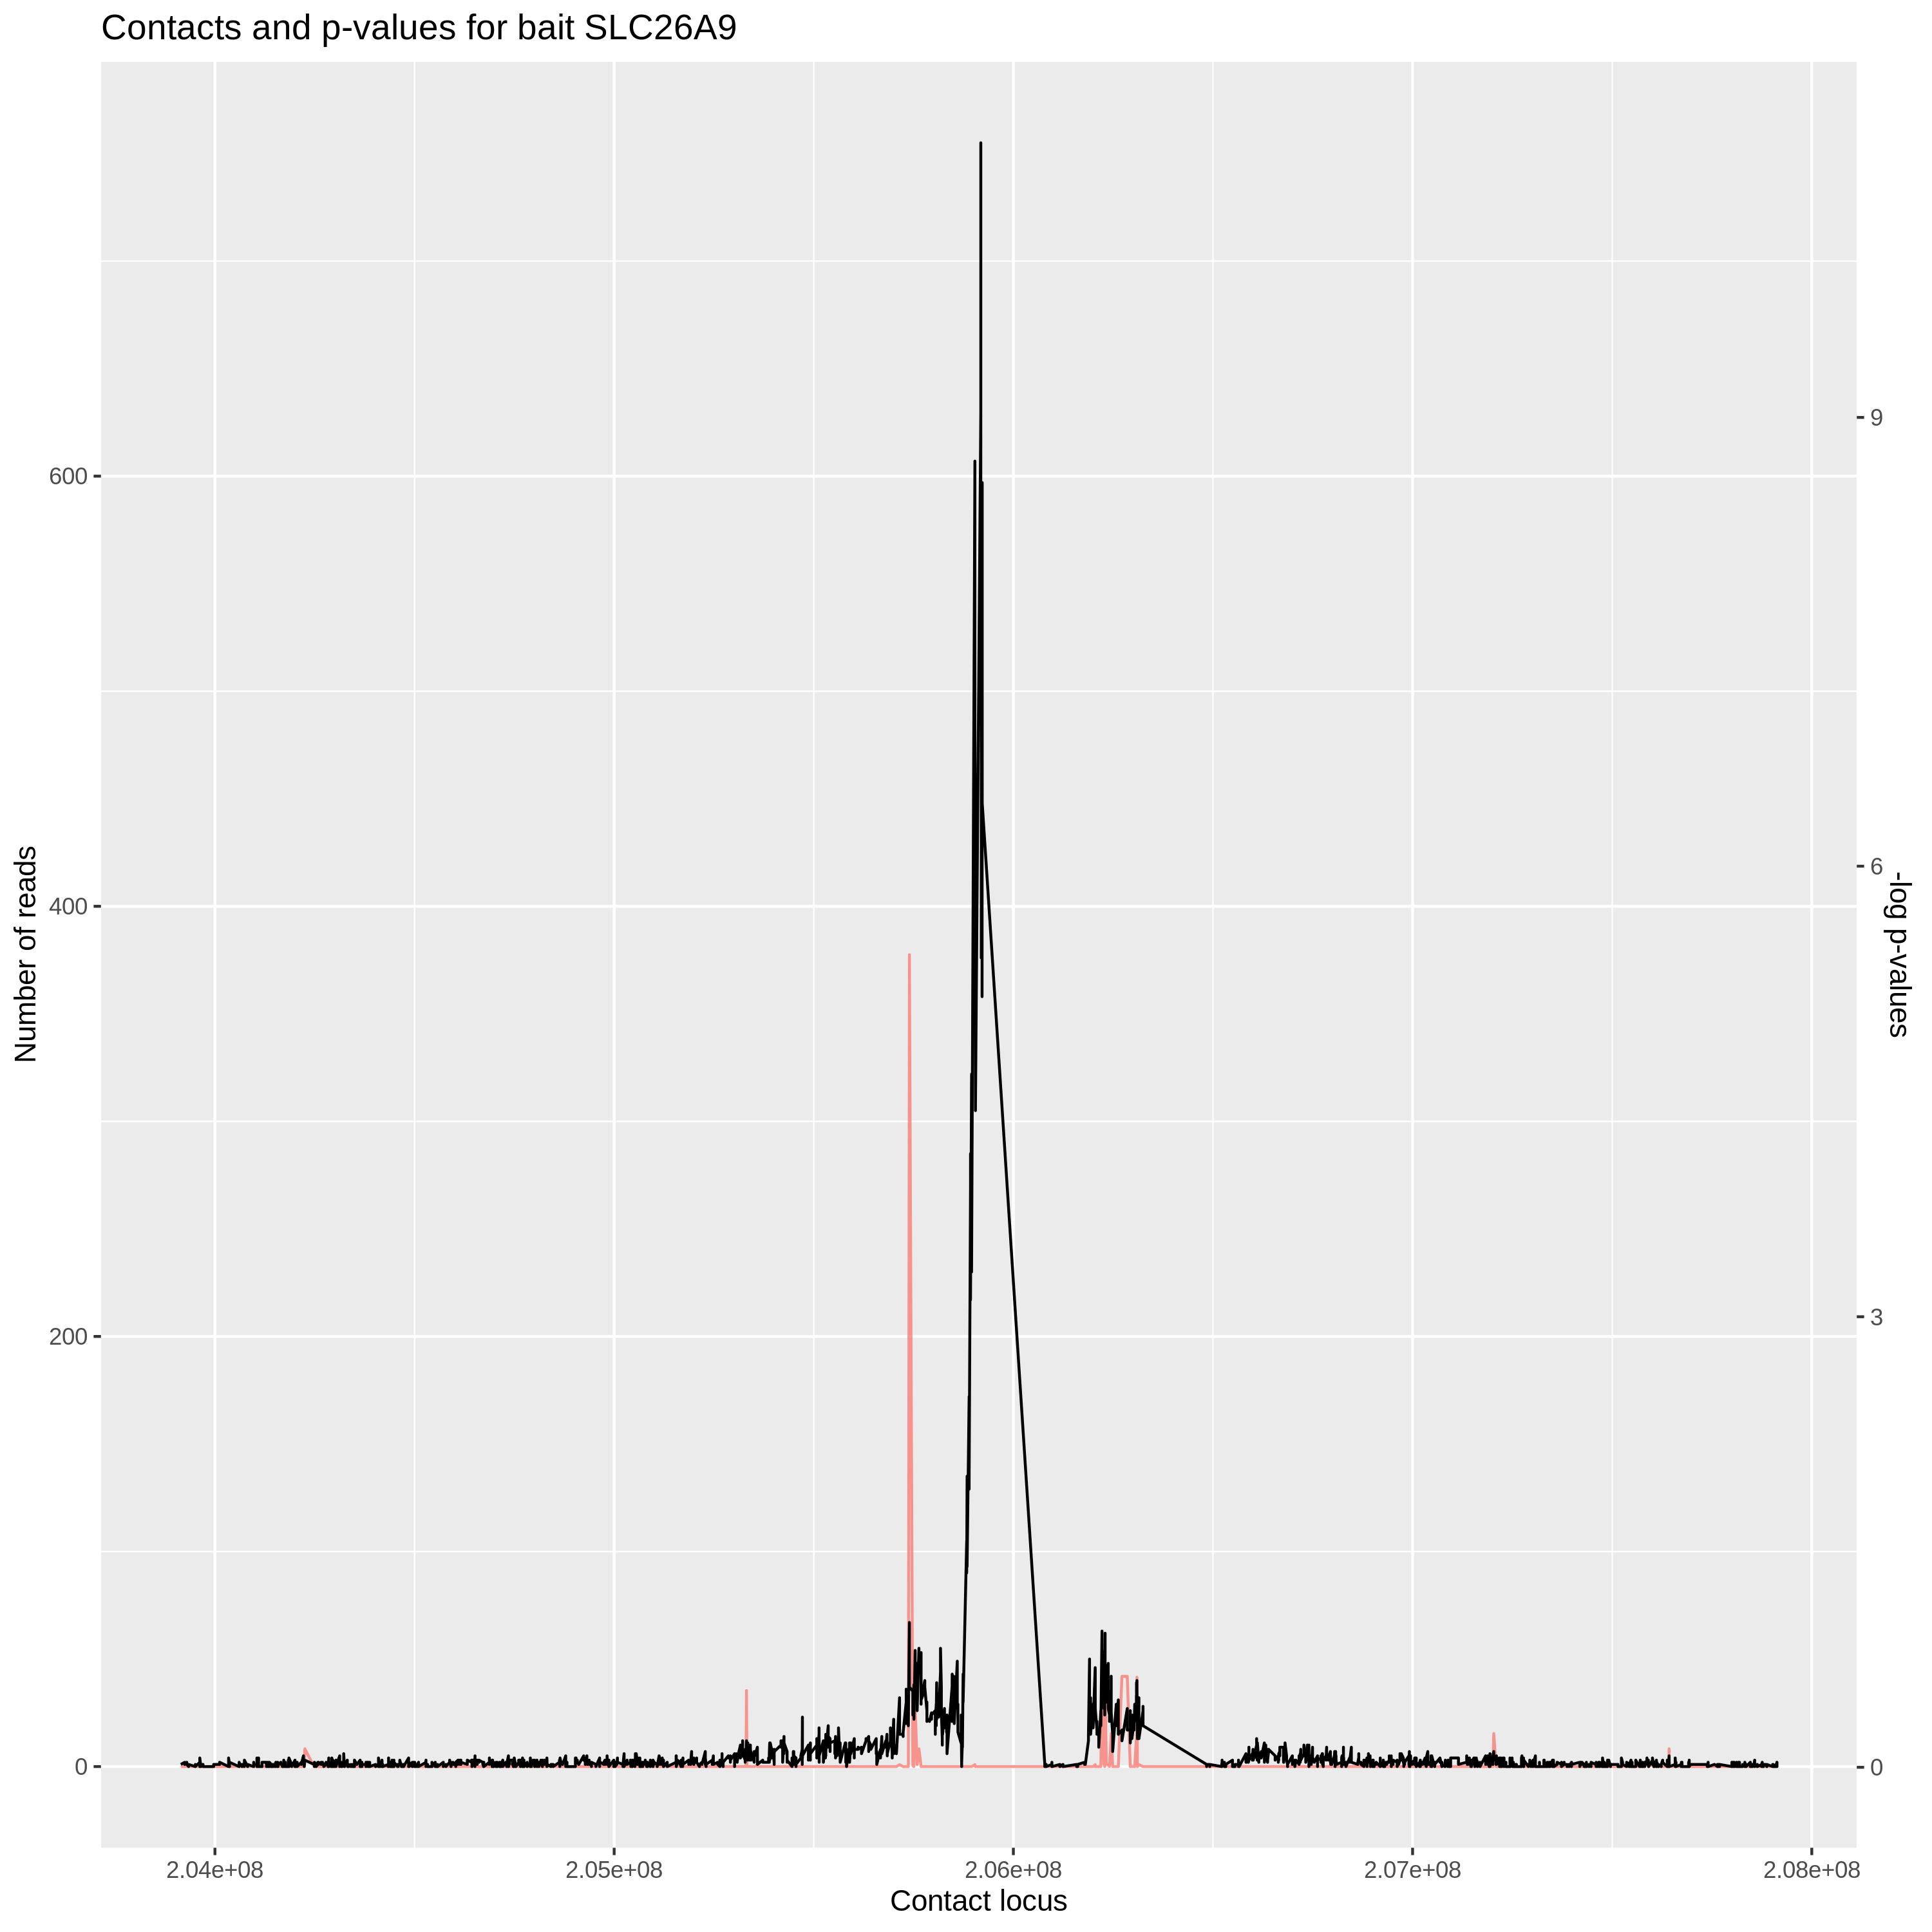 Contacts and p-values for bait SLC26A9
Number of reads
600
400
200
0
9
6
3
0
-log p-values
2.04e+08
2.05e+08
2.06e+08
2.07e+08
2.08e+08
Contact locus